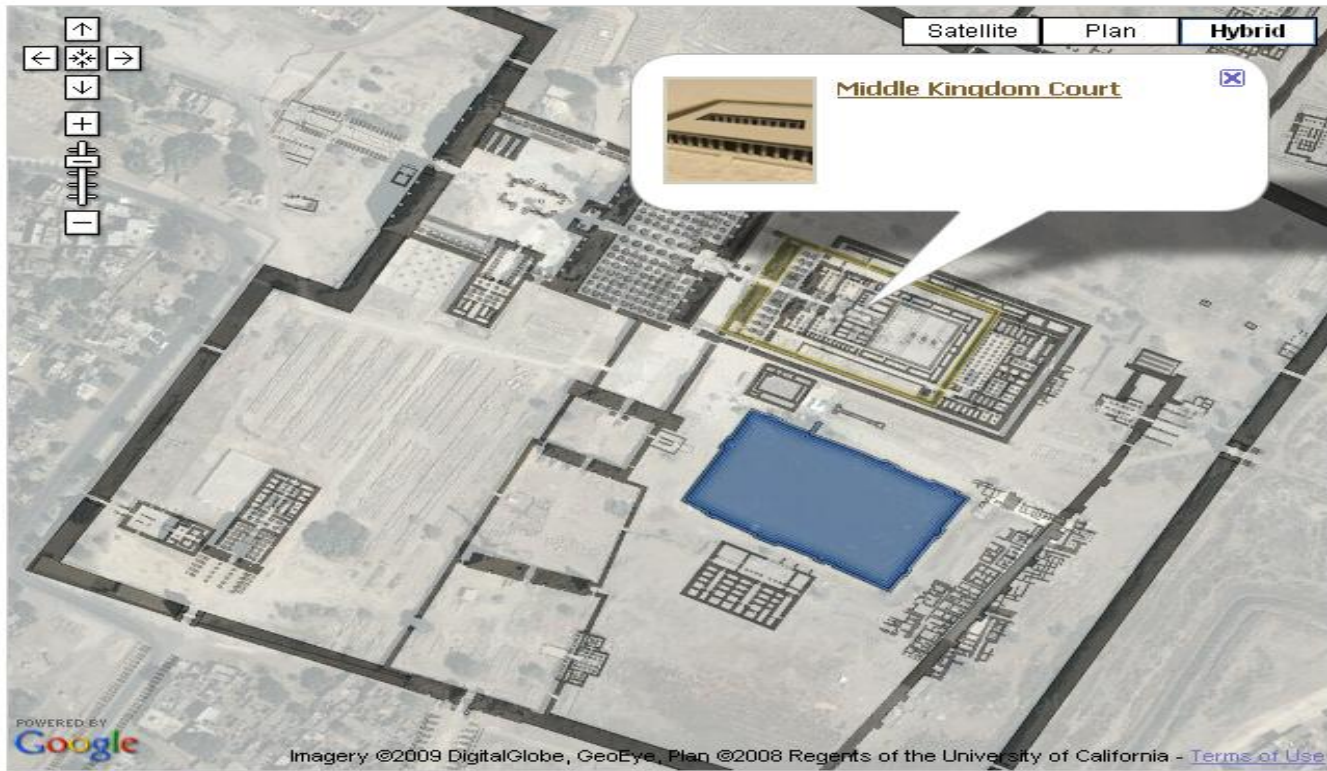 Satellite Plan Hybrid
Middle Kingdom Court
POWERED BY
Google
Imagery ©2009 DigitalGlobe, GeoEye, Plan ©2008 Regents of the University of California - Terms of Use